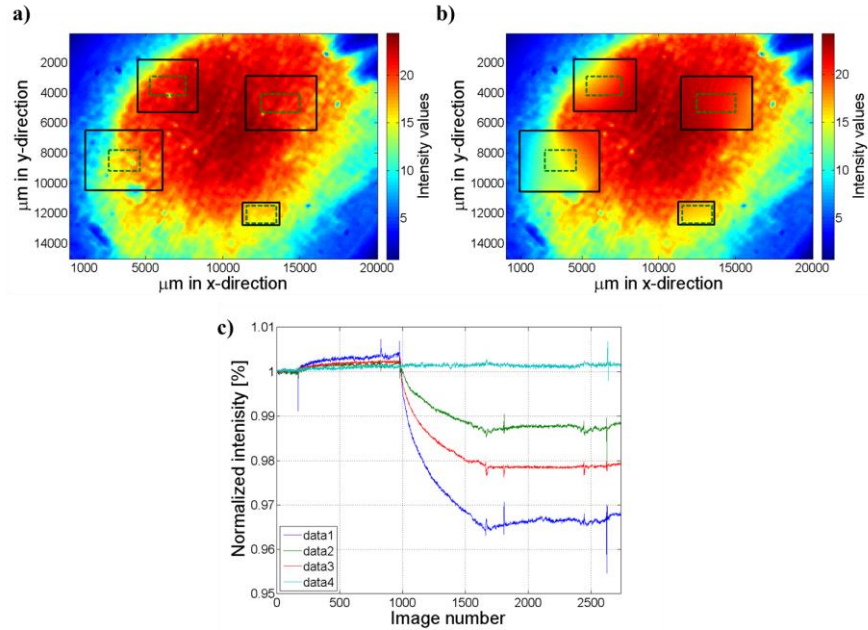 a)
2000
4000
6000
8000
10000
12000
14000
μm in y-direction
1000 5000 10000 15000 20000
μm in x-direction
20
15
10
5
Intensity values
b)
2000
4000
6000
8000
10000
12000
14000
μm in y-direction
1000 5000 10000 15000 20000
μm in x-direction
20
15
10
5
Intensity values
c)
1.01
1
0.99
0.98
0.97
0.96
0.95
Normalized intenisity [%]
data1
data2
data3
data4
0 500 1000 1500 2000 2500
Image number